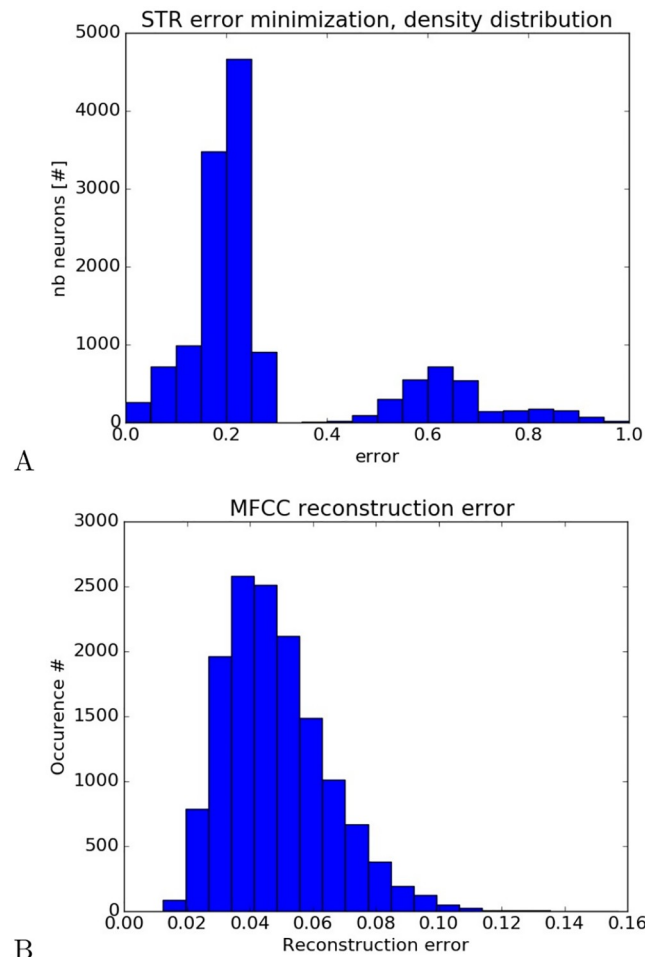 STR error minimization, density distribution
5000
4000
3000
2000
1000
0
nb neurons [#]
0.0 0.2 0.4 0.6 0.8 1.0
error
A
MFCC reconstruction error
3000
2500
2000
1500
1000
500
0
Occurence #
0.00 0.02 0.04 0.06 0.08 0.10 0.12 0.14 0.16
Reconstruction error
B